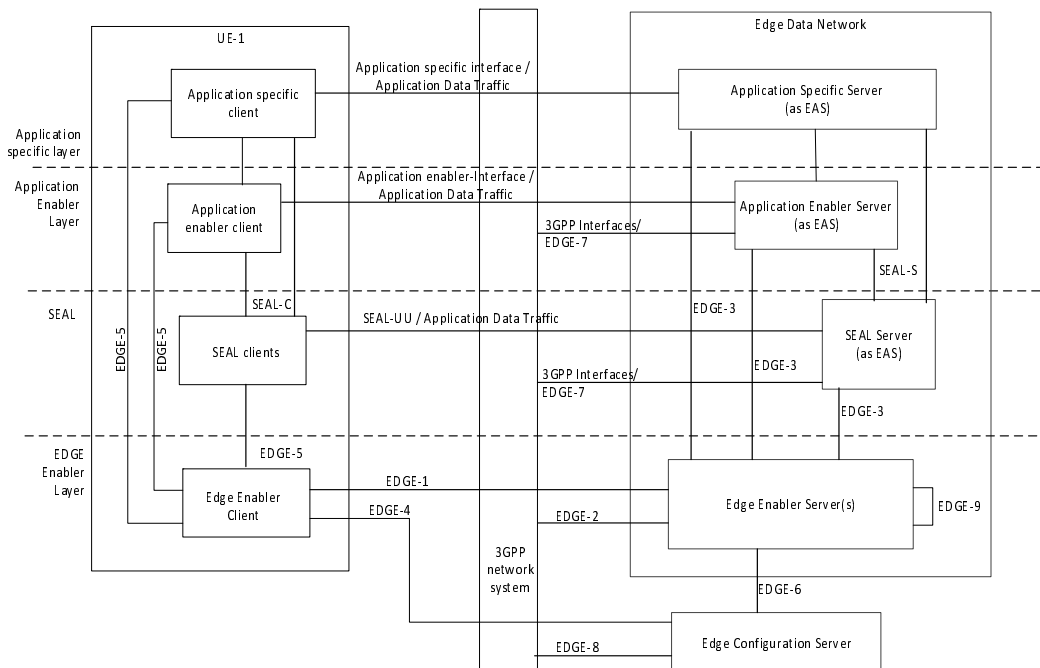 UE-1
Edge Data Network
Application specific interface /
Application Data Traffic
Application specific
client
Application Specific Server
(as EAS)
Application
specific layer
Application
Enabler
Layer
Application enabler-Interface /
Application Data Traffic
Application
enabler client
Application Enabler Server
(as EAS)
3GPP Interfaces/
EDGE-7
SEAL-S
SEAL
SEAL-C
EDGE-3
SEAL-UU / Application Data Traffic
EDGE-5
EDGE-5
SEAL clients
SEAL Server
(as EAS)
EDGE-3
3GPP Interfaces/
EDGE-7
EDGE-3
EDGE
Enabler
Layer
EDGE-5
EDGE-1
Edge Enabler
Client
EDGE-4
EDGE-2
Edge Enabler Server(s)
EDGE-9
3GPP
network
system
EDGE-6
Edge Configuration Server
EDGE-8